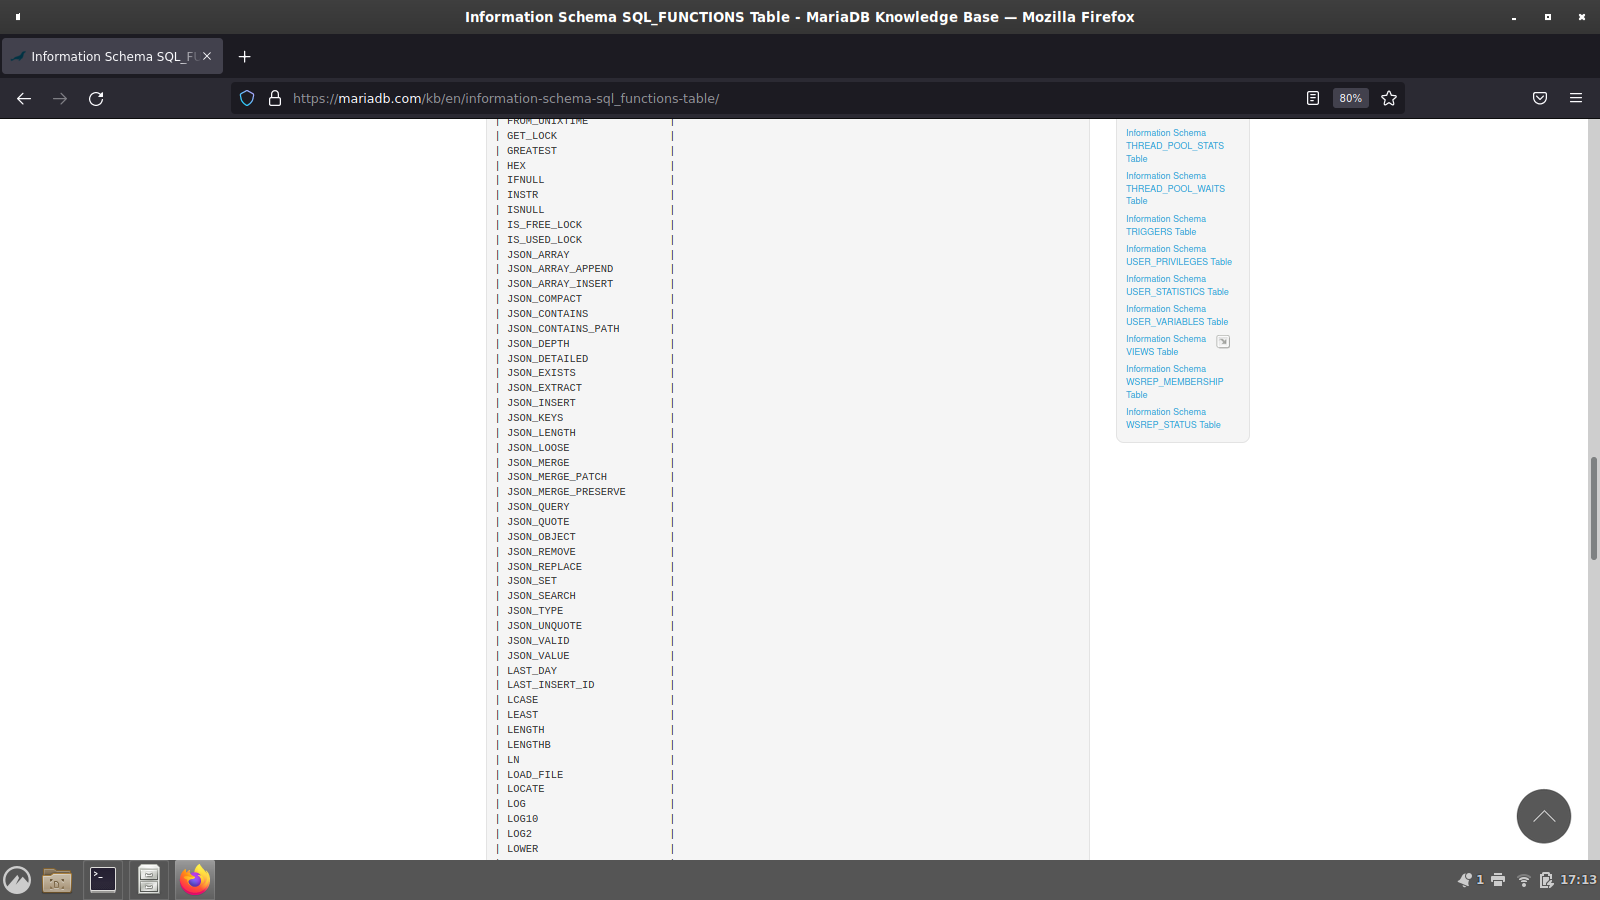 Information Schema SQL_FUNCTIONS Table - MariaDB Knowledge Base — Mozilla Firefox
Information Schema SQL_FU
https://mariadb.com/kb/en/information-schema-sql_functions-table/
80%
| FROM_UNIXTIME |
| GET_LOCK |
| GREATEST |
| HEX |
| IFNULL |
| INSTR |
| ISNULL |
| IS_FREE_LOCK |
| IS_USED_LOCK |
| JSON_ARRAY |
| JSON_ARRAY_APPEND |
| JSON_ARRAY_INSERT |
| JSON_COMPACT |
| JSON_CONTAINS |
| JSON_CONTAINS_PATH |
| JSON_DEPTH |
| JSON_DETAILED |
| JSON_EXISTS |
| JSON_EXTRACT |
| JSON_INSERT |
| JSON_KEYS |
| JSON_LENGTH |
| JSON_LOOSE |
| JSON_MERGE |
| JSON_MERGE_PATCH |
| JSON_MERGE_PRESERVE |
| JSON_QUERY |
| JSON_QUOTE |
| JSON_OBJECT |
| JSON_REMOVE |
| JSON_REPLACE |
| JSON_SET |
| JSON_SEARCH |
| JSON_TYPE |
| JSON_UNQUOTE |
| JSON_VALID |
| JSON_VALUE |
| LAST_DAY |
| LAST_INSERT_ID |
| LCASE |
| LEAST |
| LENGTH |
| LENGTHB |
| LN |
| LOAD_FILE |
| LOCATE |
| LOG |
| LOG10 |
| LOG2 |
| LOWER |
Information Schema
THREAD_POOL_STATS
Table
Information Schema
THREAD_POOL_WAITS
Table
Information Schema
TRIGGERS Table
Information Schema
USER_PRIVILEGES Table
Information Schema
USER_STATISTICS Table
Information Schema
USER_VARIABLES Table
Information Schema
VIEWS Table
Information Schema
WSREP_MEMBERSHIP
Table
Information Schema
WSREP_STATUS Table
1
17:13